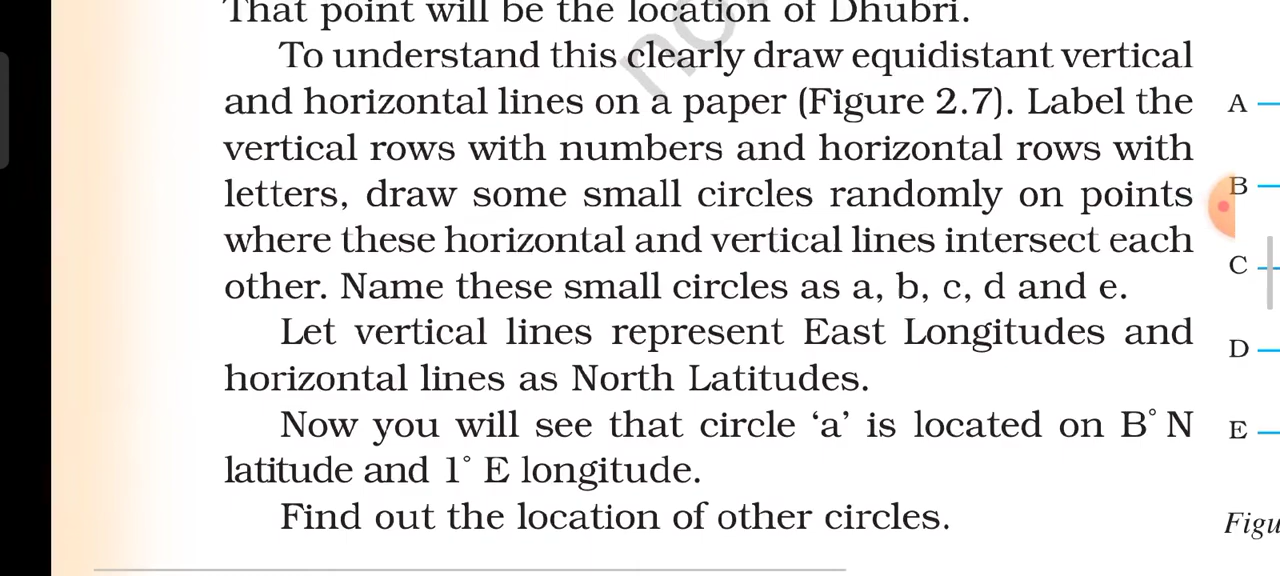 That point will be the location of Dhubri.
To understand this clearly draw equidistant vertical
and horizontal lines on a paper (Figure 2.7). Label the
vertical rows with numbers and horizontal rows with
letters, draw some small circles randomly on points
where these horizontal and vertical lines intersect each
other. Name these small circles as a, b, c, d and e.
Let vertical lines represent East Longitudes and
horizontal lines as North Latitudes.
Now you will see that circle ‘a’ is located on B° N
latitude and 1° E longitude.
Find out the location of other circles.
A
B
C
D
E